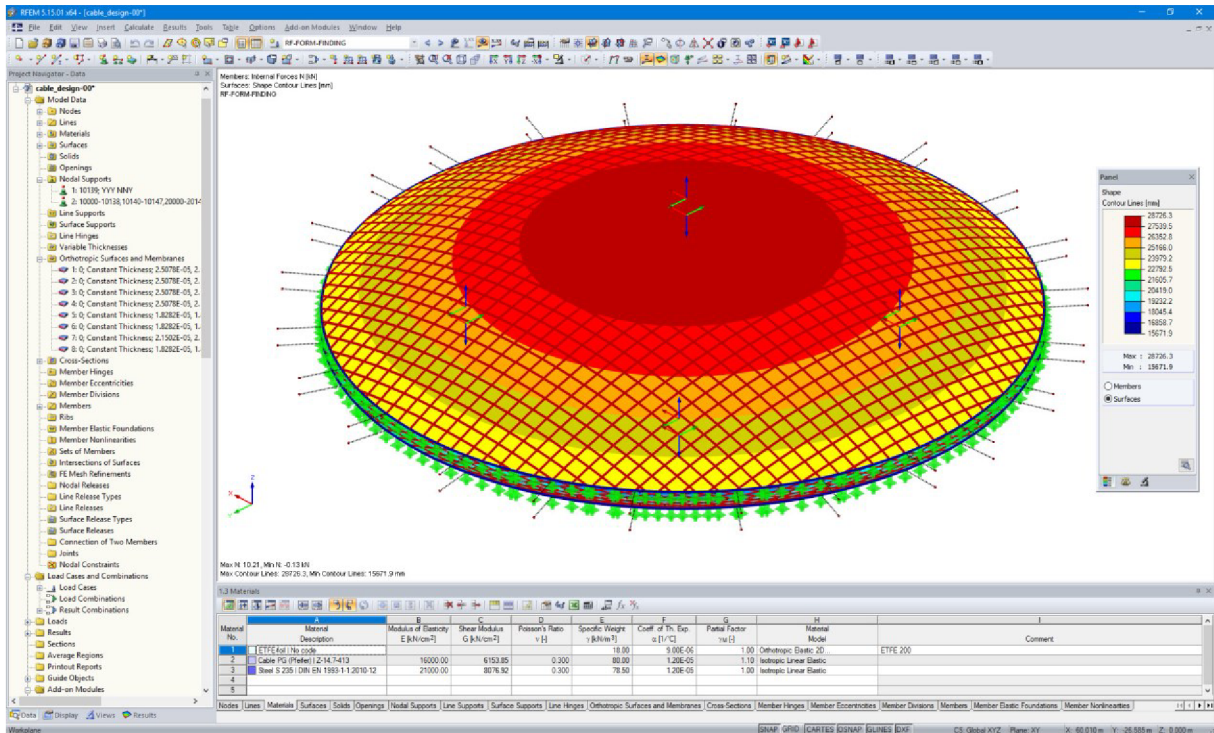 RFEM 5.15.01 x64 - [cable_design-00*]
File Edit View Insert Calculate Results Tools Table Options Add-on Modules Window Help
RF-FORM-FINDING
Project Navigator - Data
cable_design-00*
Model Data
Nodes
Lines
Materials
Surfaces
Solids
Openings
Nodal Supports
1: 10139; YYY NNY
2: 10000-10138,10140-10147,20000-2014
Line Supports
Surface Supports
Line Hinges
Variable Thicknesses
Orthotropic Surfaces and Membranes
1: 0; Constant Thickness; 2.5078E-05, 2.
2: 0; Constant Thickness; 2.5078E-05, 2.
3: 0; Constant Thickness; 2.5078E-05, 2.
4: 0; Constant Thickness; 2.5078E-05, 2.
5: 0; Constant Thickness; 1.8282E-05, 1.
6: 0; Constant Thickness; 1.8282E-05, 1.
7: 0; Constant Thickness; 2.1502E-05, 2.
8: 0; Constant Thickness; 1.8282E-05, 1.
Cross-Sections
Member Hinges
Member Eccentricities
Member Divisions
Members
Ribs
Member Elastic Foundations
Member Nonlinearities
Sets of Members
Intersections of Surfaces
FE Mesh Refinements
Nodal Releases
Line Release Types
Line Releases
Surface Release Types
Surface Releases
Connection of Two Members
Joints
Nodal Constraints
Load Cases and Combinations
Load Cases
Load Combinations
Result Combinations
Loads
Results
Sections
Average Regions
Printout Reports
Guide Objects
Add-on Modules
Data Display Views Results
Workplane
Members: Internal Forces N [kN]
Surfaces: Shape Contour Lines [mm]
RF-FORM-FINDING
Z
X
Y
Max N: 10.21, Min N: -0.13 kN
Max Contour Lines: 28726.3, Min Contour Lines: 15671.9 mm
Panel
Shape
Contour Lines [mm]
28726.3
27539.5
26352.8
25166.0
23979.2
22792.5
21605.7
20419.0
19232.2
18045.4
16858.7
15671.9
Max : 28726.3
Min : 15671.9
Members
Surfaces
1.3 Materials
A B C D E F G H I
Material No. Material Description Modulus of Elasticity E [kN/cm2] Shear Modulus G [kN/cm2] Poisson's Ratio ν [-] Specific Weight γ [kN/m3] Coeff. of Th. Exp. α [1/°C] Partial Factor γM [-] Material Model Comment
1 ETFE-foil | No code 18.00 9.00E-06 1.00 Orthotropic Elastic 2D... ETFE 200
2 Cable PG (Pfeifer) | Z-14.7-413 16000.00 6153.85 0.300 80.00 1.20E-05 1.10 Isotropic Linear Elastic
3 Steel S 235 | DIN EN 1993-1-1:2010-12 21000.00 8076.92 0.300 78.50 1.20E-05 1.00 Isotropic Linear Elastic
4
5
Nodes Lines Materials Surfaces Solids Openings Nodal Supports Line Supports Surface Supports Line Hinges Orthotropic Surfaces and Membranes Cross-Sections Member Hinges Member Eccentricities Member Divisions Members Member Elastic Foundations Member Nonlinearities
SNAP GRID CARTES OSNAP GLINES DXF CS: Global XYZ Plane: XY X: 60.010 m Y: -26.585 m Z: 0.000 m